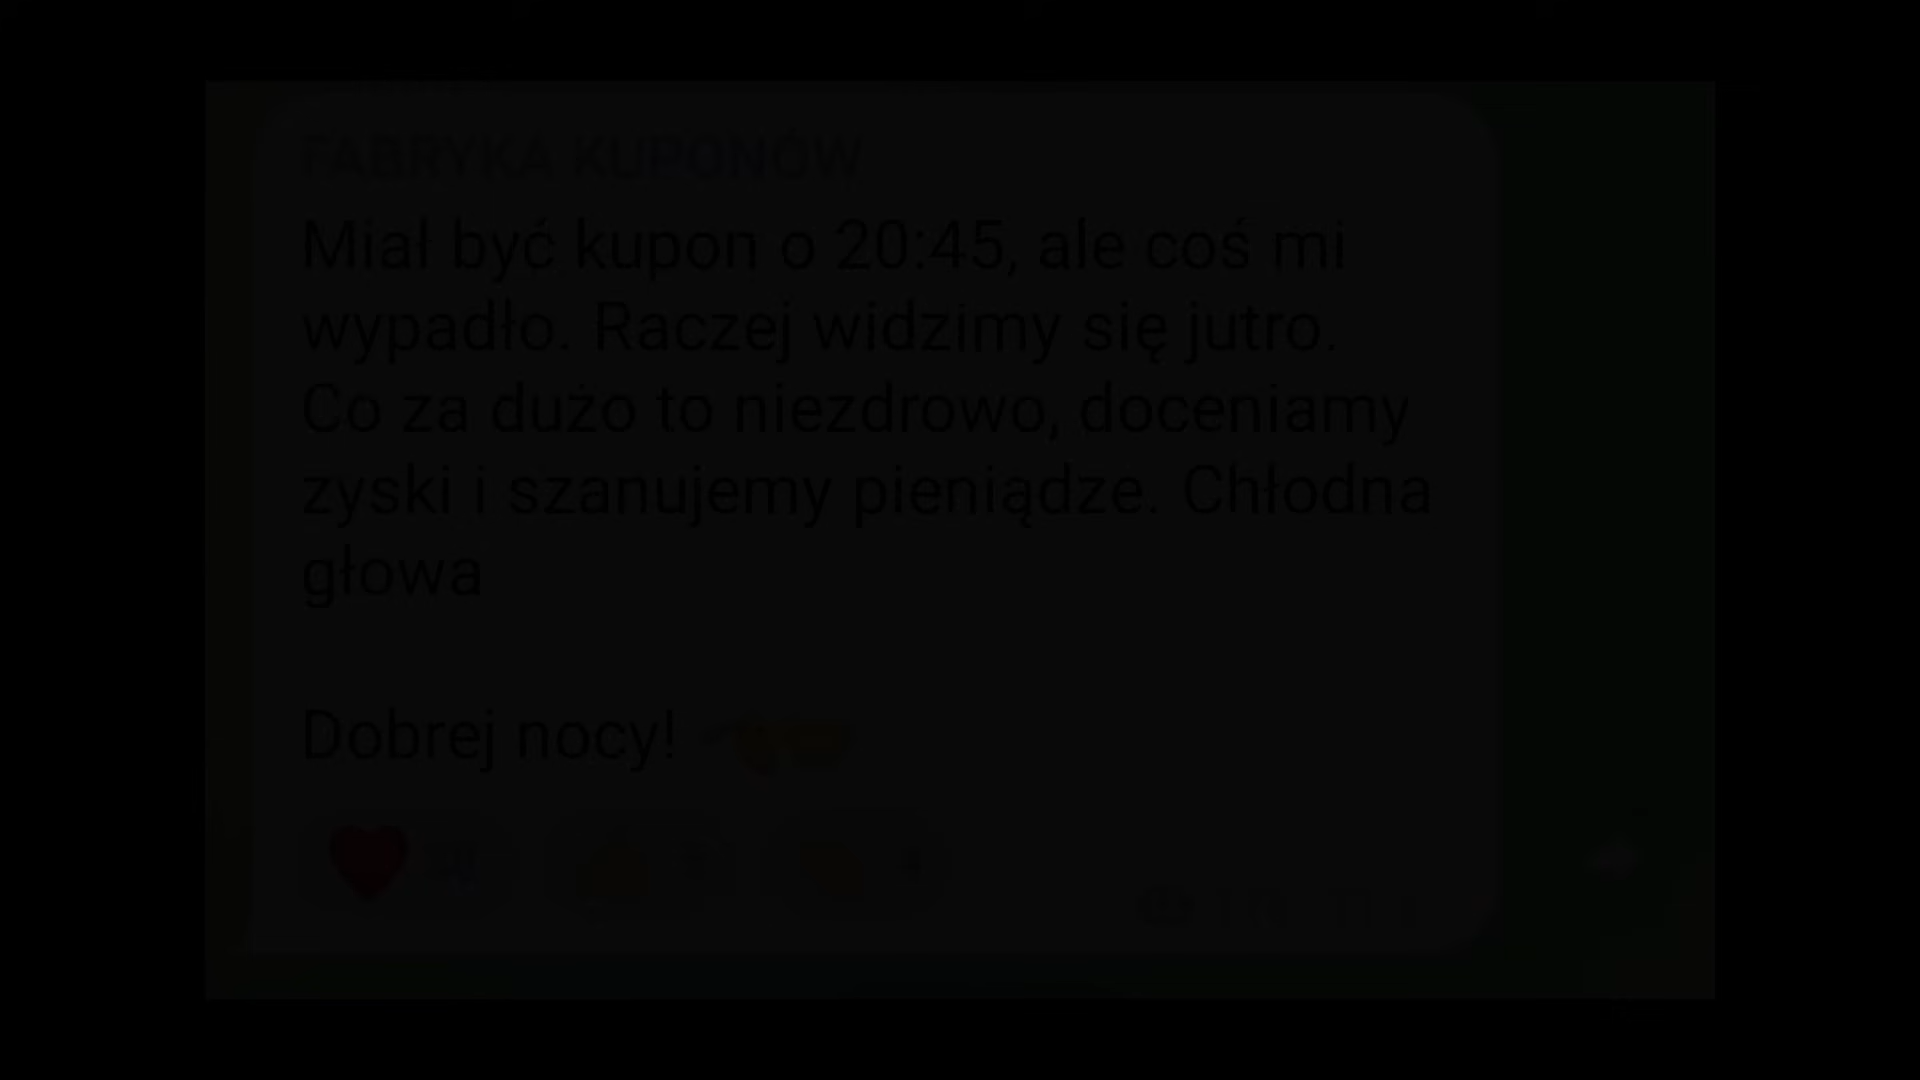 FABRYKA KUPONÓW
Miał być kupon o 20:45, ale coś mi
wypadło. Raczej widzimy się jutro.
Co za dużo to niezdrowo, doceniamy
zyski i szanujemy pieniądze. Chłodna
głowa
Dobrej nocy!